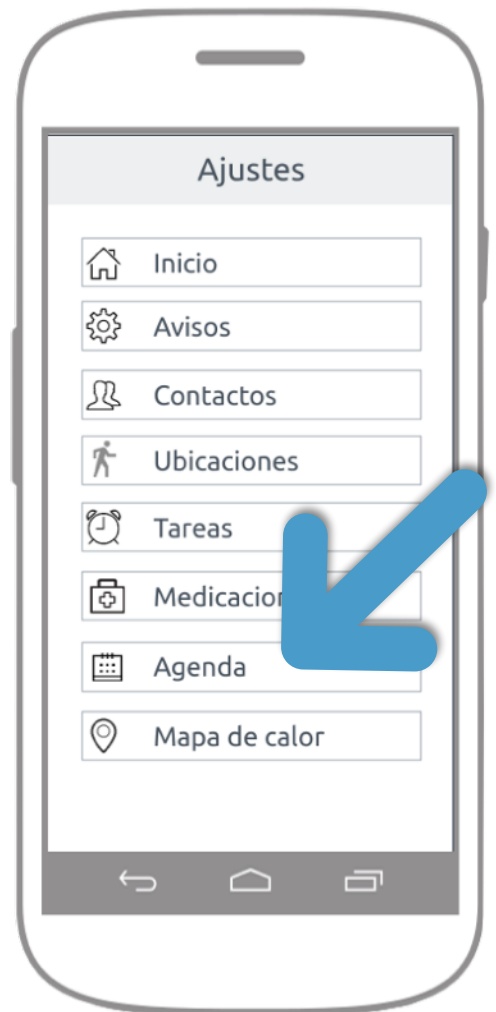 Ajustes
Inicio
Avisos
Contactos
Ubicaciones
Tareas
Agenda
Mapa de calor